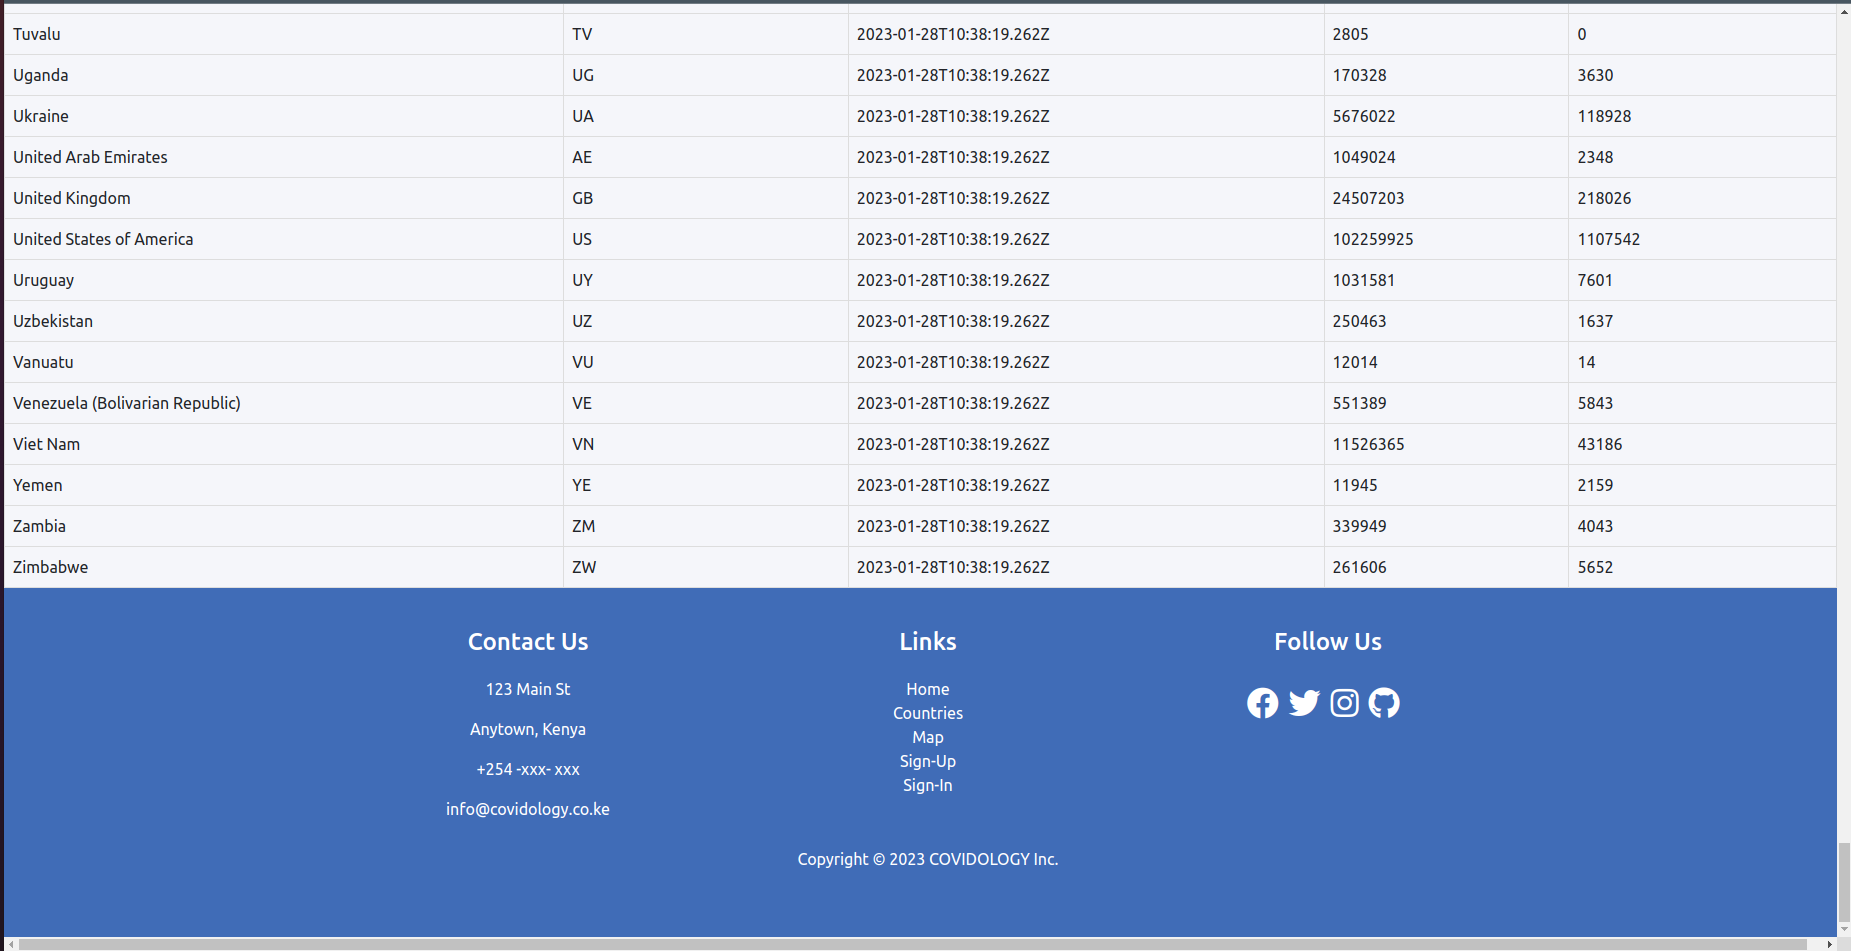 Tuvalu TV 2023-01-28T10:38:19.262Z 2805 0
Uganda UG 2023-01-28T10:38:19.262Z 170328 3630
Ukraine UA 2023-01-28T10:38:19.262Z 5676022 118928
United Arab Emirates AE 2023-01-28T10:38:19.262Z 1049024 2348
United Kingdom GB 2023-01-28T10:38:19.262Z 24507203 218026
United States of America US 2023-01-28T10:38:19.262Z 102259925 1107542
Uruguay UY 2023-01-28T10:38:19.262Z 1031581 7601
Uzbekistan UZ 2023-01-28T10:38:19.262Z 250463 1637
Vanuatu VU 2023-01-28T10:38:19.262Z 12014 14
Venezuela (Bolivarian Republic) VE 2023-01-28T10:38:19.262Z 551389 5843
Viet Nam VN 2023-01-28T10:38:19.262Z 11526365 43186
Yemen YE 2023-01-28T10:38:19.262Z 11945 2159
Zambia ZM 2023-01-28T10:38:19.262Z 339949 4043
Zimbabwe ZW 2023-01-28T10:38:19.262Z 261606 5652
Contact Us
123 Main St
Anytown, Kenya
+254 -xxx- xxx
info@covidology.co.ke
Links
Home
Countries
Map
Sign-Up
Sign-In
Follow Us
Copyright © 2023 COVIDOLOGY Inc.